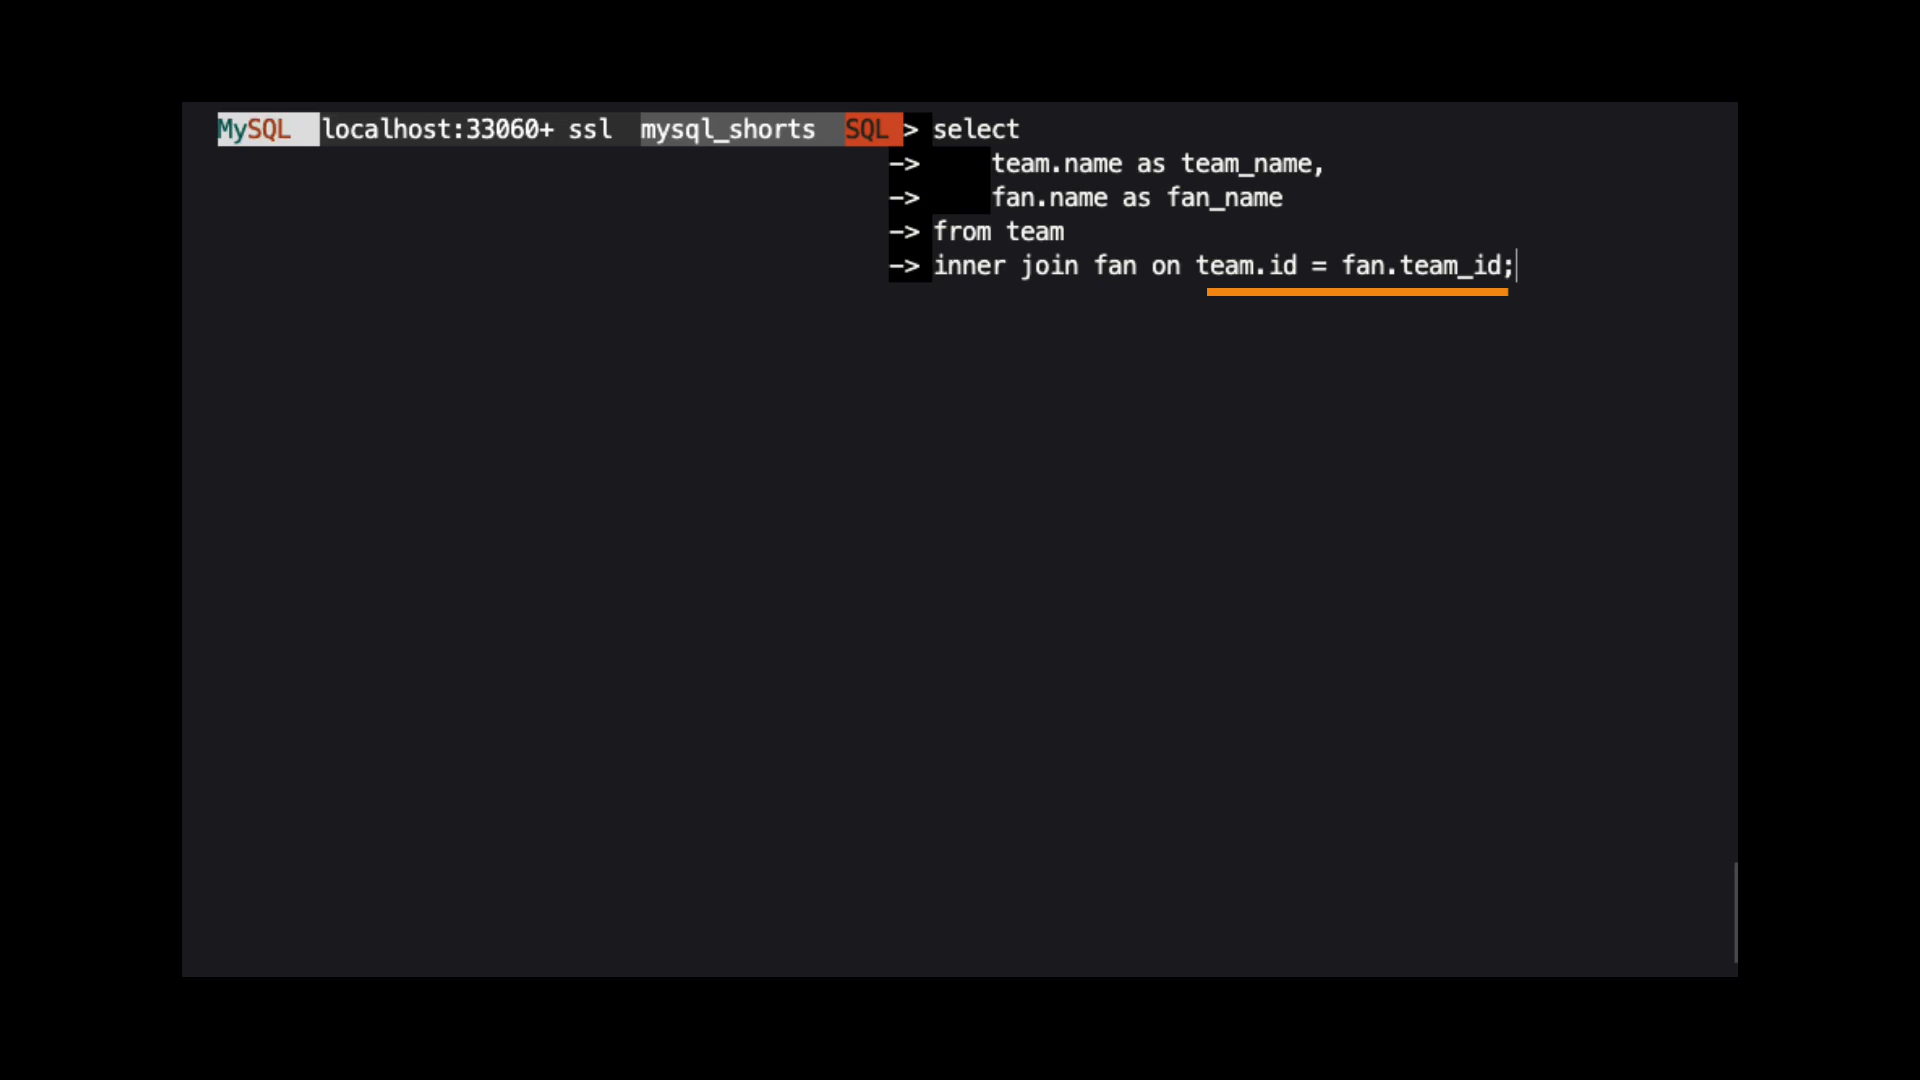 MySQL localhost:33060+ ssl mysql_shorts SQL > select
-> team.name as team_name,
-> fan.name as fan_name
-> from team
-> inner join fan on team.id = fan.team_id;